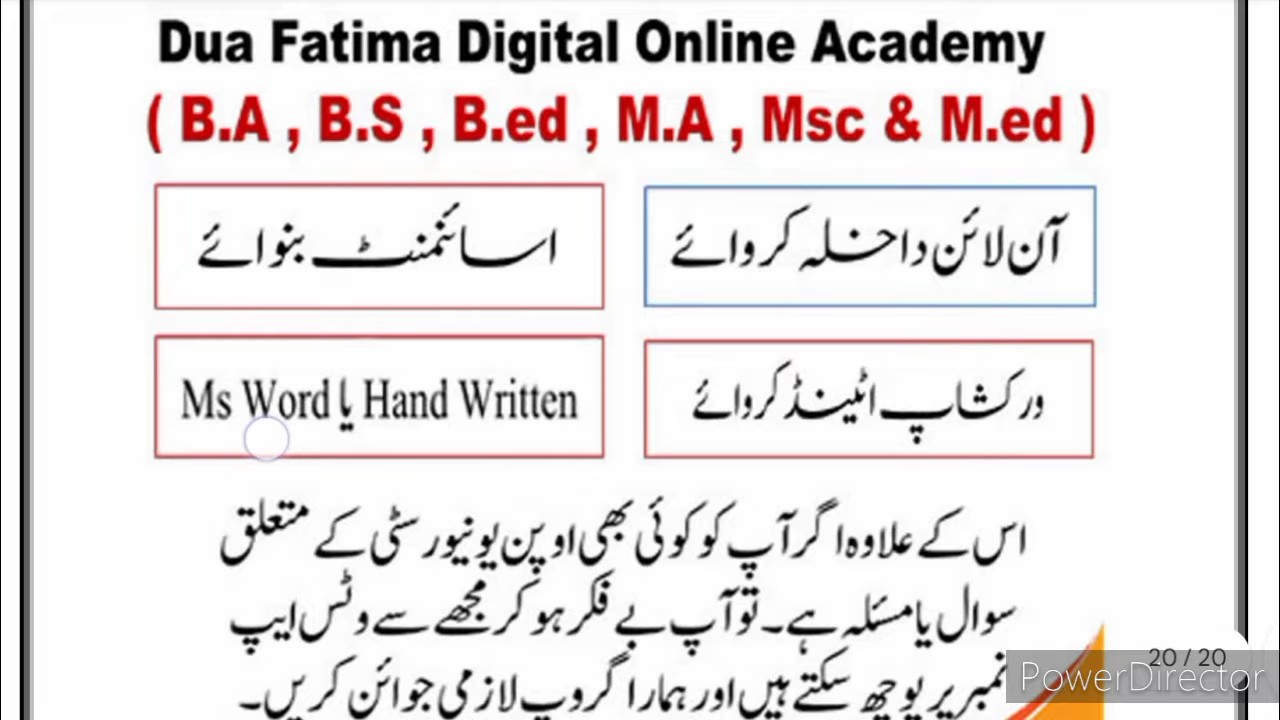 Dua Fatima Digital Online Academy
( B.A , B.S , B.ed , M.A , Msc & M.ed )
آن لائن داخلہ کروائے
اسائنمنٹ بنوائے
ورکشاپ اٹینڈ کروائے
Ms Word یا Hand Written
اس کے علاوہ اگر آپ کو کوئی بھی اوپن یونیورسٹی کے متعلق
سوال یا مسئلہ ہے۔ تو آپ بے فکر ہو کر مجھے سے وٹس ایپ
نمبر پر پوچھ سکتے ہیں اور ہمارا گروپ لازمی جوائن کریں۔
20 / 20
PowerDirector